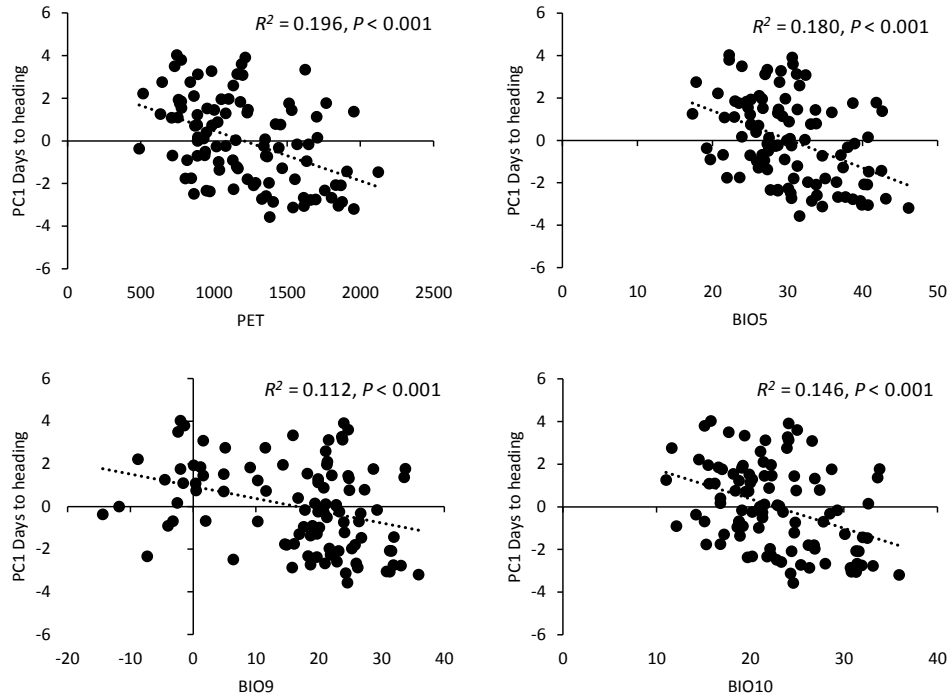 R² = 0.196, P < 0.001
6
4
2
0
-2
-4
-6
PC1 Days to heading
0 500 1000 1500 2000 2500
PET
R² = 0.180, P < 0.001
6
4
2
0
-2
-4
-6
PC1 Days to heading
0 10 20 30 40 50
BIO5
R² = 0.112, P < 0.001
6
4
2
0
-2
-4
-6
PC1 Days to heading
-20 -10 0 10 20 30 40
BIO9
R² = 0.146, P < 0.001
6
4
2
0
-2
-4
-6
PC1 Days to heading
0 10 20 30 40
BIO10